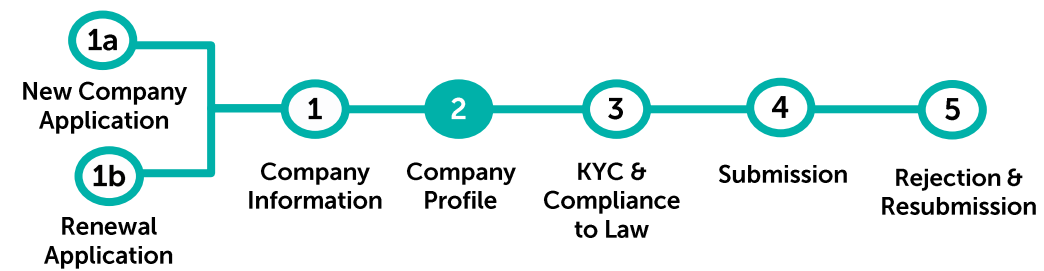 1a
New Company
Application
1b
Renewal
Application
1
Company
Information
2
Company
Profile
3
KYC &
Compliance
to Law
4
Submission
5
Rejection &
Resubmission